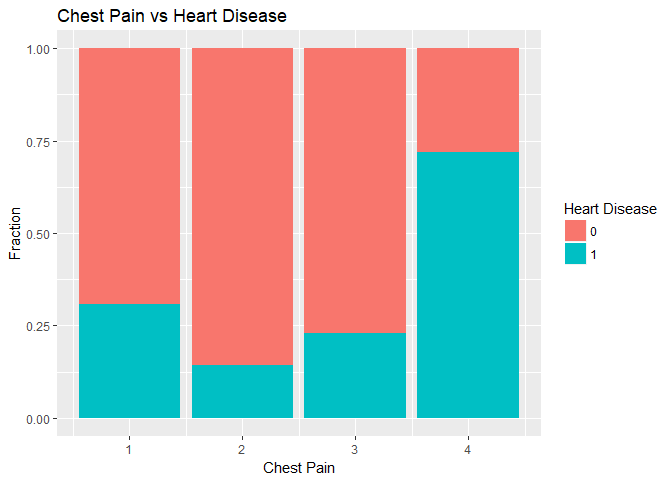 Chest Pain vs Heart Disease
1.00
0.75
0.50
0.25
0.00
Fraction
1 2 3 4
Chest Pain
Heart Disease
0
1